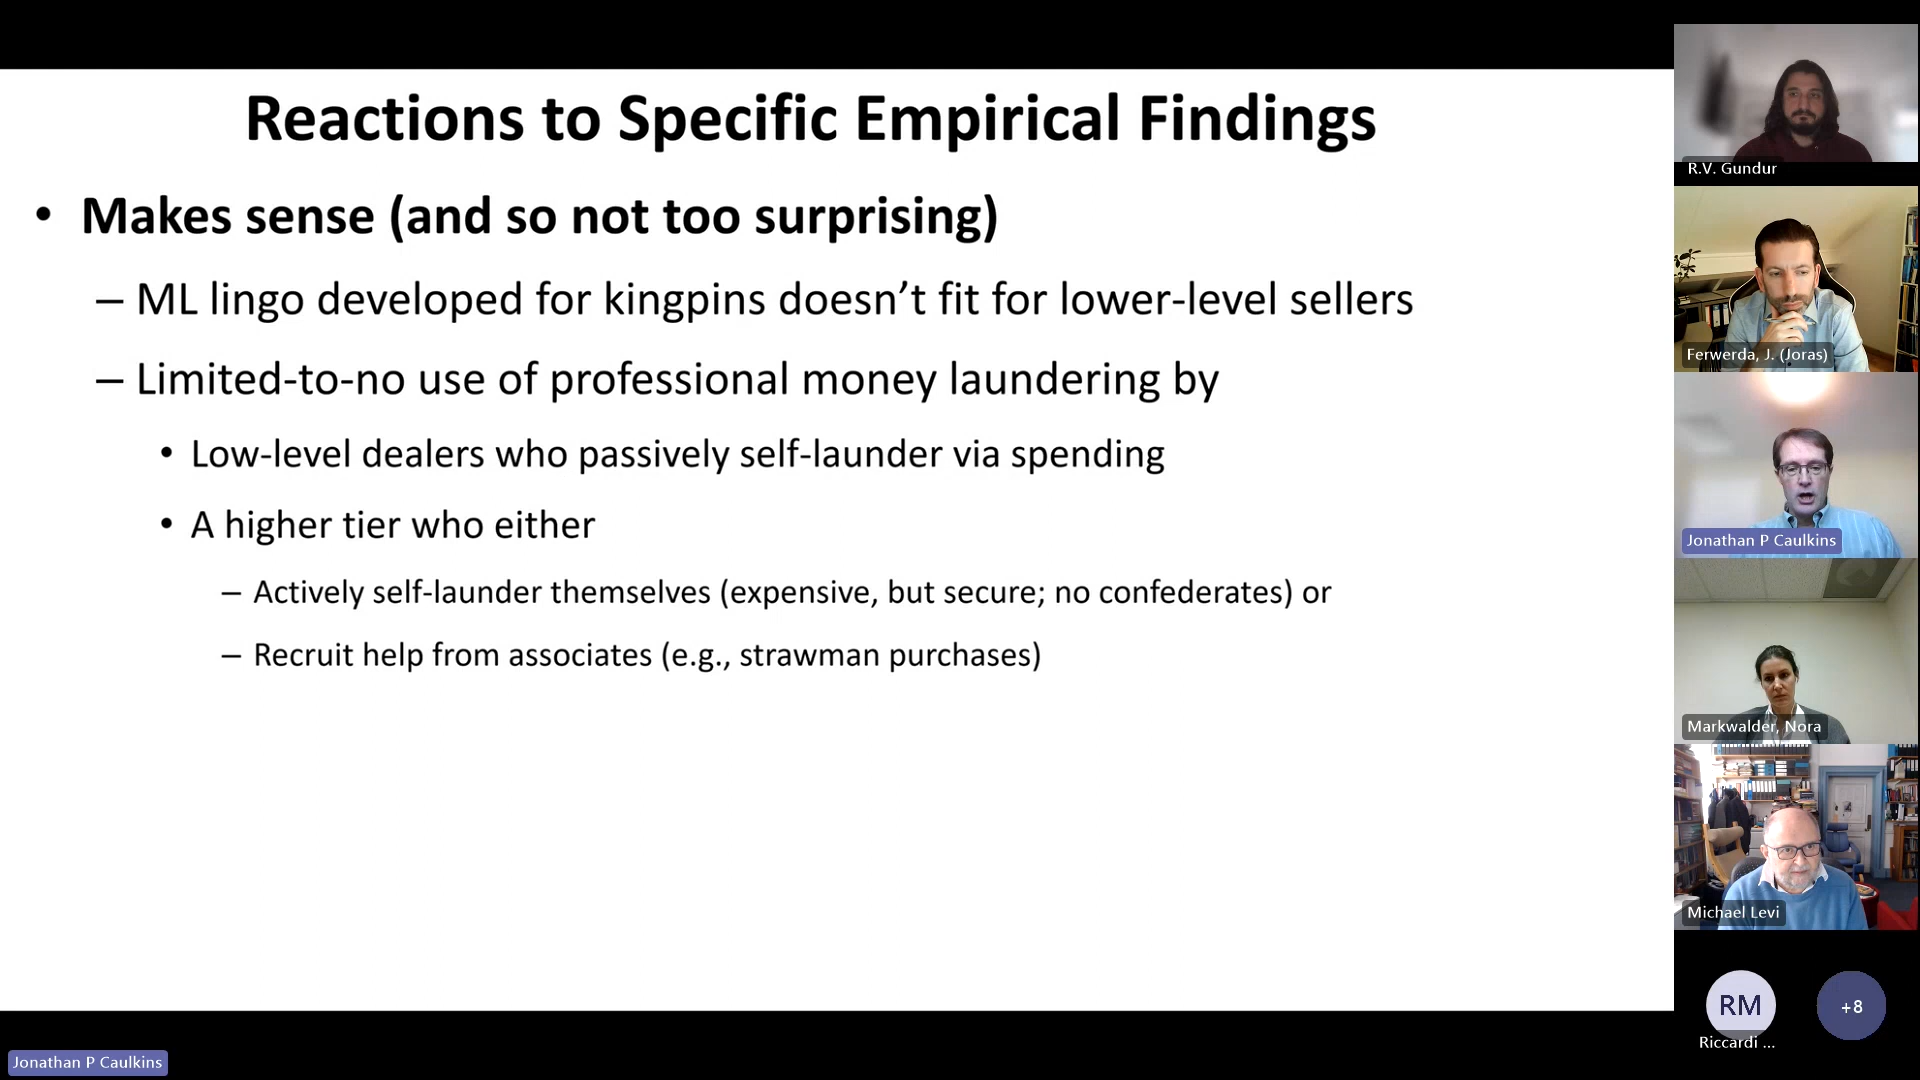 Reactions to Specific Empirical Findings
• Makes sense (and so not too surprising)
– ML lingo developed for kingpins doesn’t fit for lower-level sellers
– Limited-to-no use of professional money laundering by
• Low-level dealers who passively self-launder via spending
• A higher tier who either
– Actively self-launder themselves (expensive, but secure; no confederates) or
– Recruit help from associates (e.g., strawman purchases)
R.V. Gundur
Ferwerda, J. (Joras)
Jonathan P Caulkins
Markwalder, Nora
Michael Levi
RM
+8
Riccardi ...
Jonathan P Caulkins